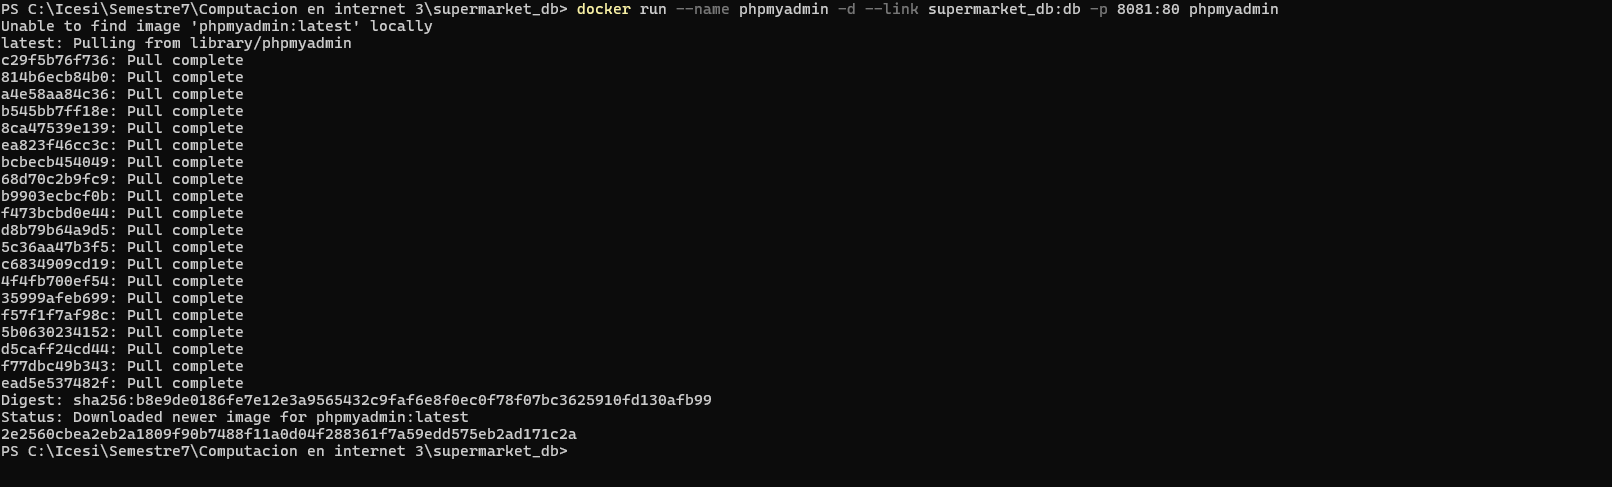 PS C:\Icesi\Semestre7\Computacion en internet 3\supermarket_db> docker run --name phpmyadmin -d --link supermarket_db:db -p 8081:80 phpmyadmin
Unable to find image 'phpmyadmin:latest' locally
latest: Pulling from library/phpmyadmin
c29f5b76f736: Pull complete
814b6ecb84b0: Pull complete
a4e58aa84c36: Pull complete
b545bb7ff18e: Pull complete
8ca47539e139: Pull complete
ea823f46cc3c: Pull complete
bcbecb454049: Pull complete
68d70c2b9fc9: Pull complete
b9903ecbcf0b: Pull complete
f473bcbd0e44: Pull complete
d8b79b64a9d5: Pull complete
5c36aa47b3f5: Pull complete
c6834909cd19: Pull complete
4f4fb700ef54: Pull complete
35999afeb699: Pull complete
f57f1f7af98c: Pull complete
5b0630234152: Pull complete
d5caff24cd44: Pull complete
f77dbc49b343: Pull complete
ead5e537482f: Pull complete
Digest: sha256:b8e9de0186fe7e12e3a9565432c9faf6e8f0ec0f78f07bc3625910fd130afb99
Status: Downloaded newer image for phpmyadmin:latest
2e2560cbea2eb2a1809f90b7488f11a0d04f288361f7a59edd575eb2ad171c2a
PS C:\Icesi\Semestre7\Computacion en internet 3\supermarket_db>